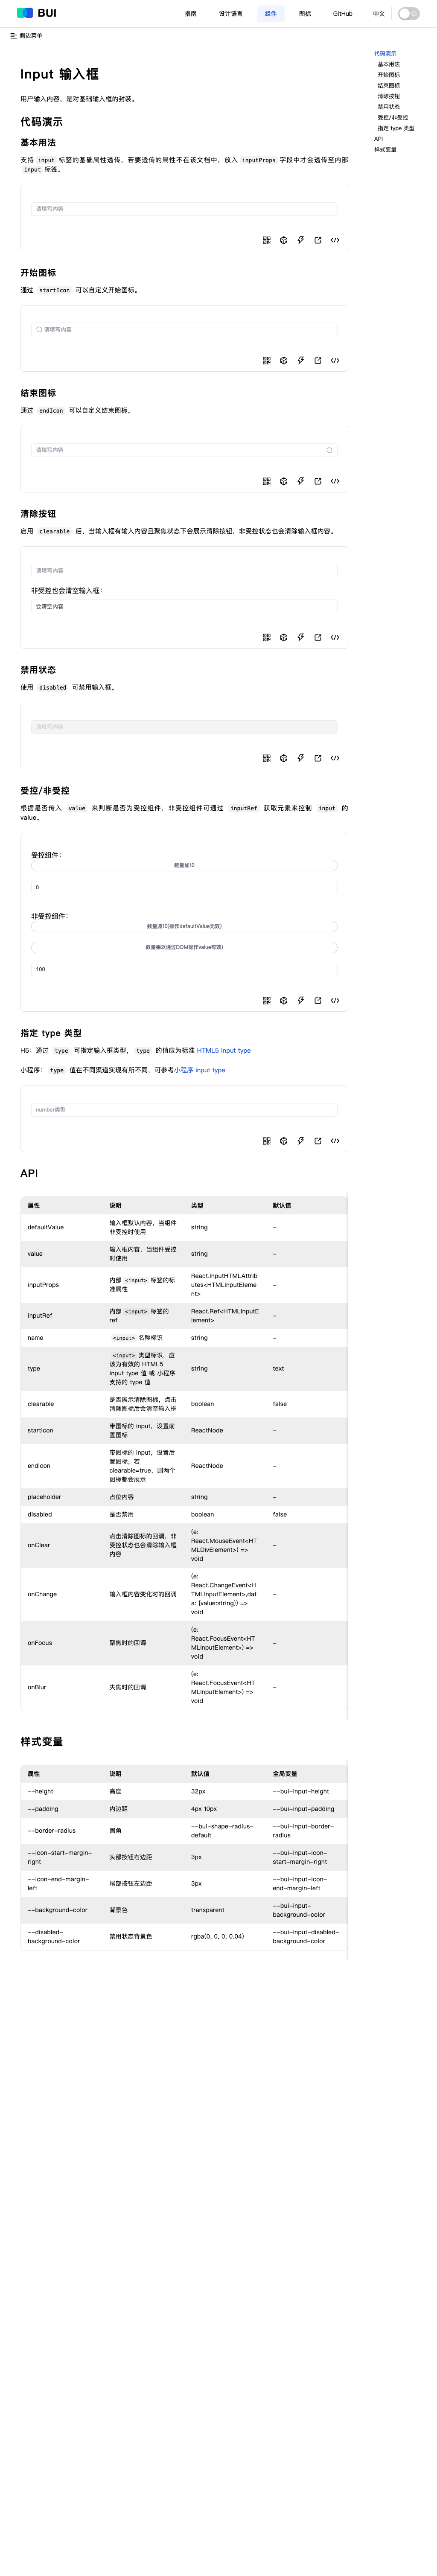 BUI
指南
设计语言
组件
图标
GitHub
中文
侧边菜单
代码演示
基本用法
开始图标
结束图标
清除按钮
禁用状态
受控/非受控
指定 type 类型
API
样式变量
Input 输入框
用户输入内容，是对基础输入框的封装。
代码演示
基本用法
支持 input 标签的基础属性透传，若要透传的属性不在该文档中，放入 inputProps 字段中才会透传至内部
input 标签。
请填写内容
开始图标
通过 startIcon 可以自定义开始图标。
请填写内容
结束图标
通过 endIcon 可以自定义结束图标。
请填写内容
清除按钮
启用 clearable 后，当输入框有输入内容且聚焦状态下会展示清除按钮，非受控状态也会清除输入框内容。
请填写内容
非受控也会清空输入框：
会清空内容
禁用状态
使用 disabled 可禁用输入框。
请填写内容
受控/非受控
根据是否传入 value 来判断是否为受控组件，非受控组件可通过 inputRef 获取元素来控制 input 的
value。
受控组件：
数量加10
0
非受控组件：
数量减10(操作defaultValue无效)
数量乘2(通过DOM操作value有效)
100
指定 type 类型
H5：通过 type 可指定输入框类型， type 的值应为标准 HTML5 input type
小程序： type 值在不同渠道实现有所不同，可参考小程序 input type
number类型
API
属性 说明 类型 默认值
defaultValue 输入框默认内容，当组件
非受控时使用 string -
value 输入框内容，当组件受控
时使用 string -
inputProps 内部 <input> 标签的标
准属性 React.InputHTMLAttrib
utes<HTMLInputEleme
nt> -
inputRef 内部 <input> 标签的
ref React.Ref<HTMLInputE
lement> -
name <input> 名称标识 string -
type <input> 类型标识，应
该为有效的 HTML5
input type 值 或 小程序
支持的 type 值 string text
clearable 是否展示清除图标，点击
清除图标后会清空输入框 boolean false
startIcon 带图标的 input，设置前
置图标 ReactNode -
endIcon 带图标的 input，设置后
置图标，若
clearable=true，则两个
图标都会展示 ReactNode -
placeholder 占位内容 string -
disabled 是否禁用 boolean false
onClear 点击清除图标的回调，非
受控状态也会清除输入框
内容 (e:
React.MouseEvent<HT
MLDivElement>) =>
void -
onChange 输入框内容变化时的回调 (e:
React.ChangeEvent<H
TMLInputElement>,dat
a: {value:string}) =>
void -
onFocus 聚焦时的回调 (e:
React.FocusEvent<HT
MLInputElement>) =>
void -
onBlur 失焦时的回调 (e:
React.FocusEvent<HT
MLInputElement>) =>
void -
样式变量
属性 说明 默认值 全局变量
--height 高度 32px --bui-input-height
--padding 内边距 4px 10px --bui-input-padding
--border-radius 圆角 --bui-shape-radius-
default --bui-input-border-
radius
--icon-start-margin-
right 头部按钮右边距 3px --bui-input-icon-
start-margin-right
--icon-end-margin-
left 尾部按钮左边距 3px --bui-input-icon-
end-margin-left
--background-color 背景色 transparent --bui-input-
background-color
--disabled-
background-color 禁用状态背景色 rgba(0, 0, 0, 0.04) --bui-input-disabled-
background-color